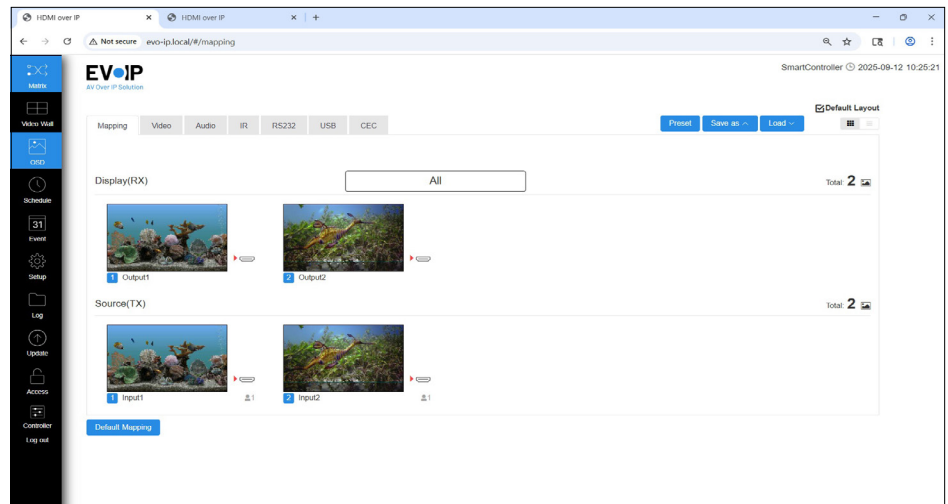 HDMI over IP
HDMI over IP
Not secure evo-ip.local/#/mapping
Matrix
Video Wall
OSD
Schedule
31
Event
Setup
Log
Update
Access
Controller
Log out
EVOIP
AV Over IP Solution
SmartController 2025-09-12 10:25:21
Default Layout
Mapping Video Audio IR RS232 USB CEC
Preset Save as Load
Display(RX) All Total: 2
1 Output1 2 Output2
Source(TX) Total: 2
1 Input1 1 2 Input2 1
Default Mapping